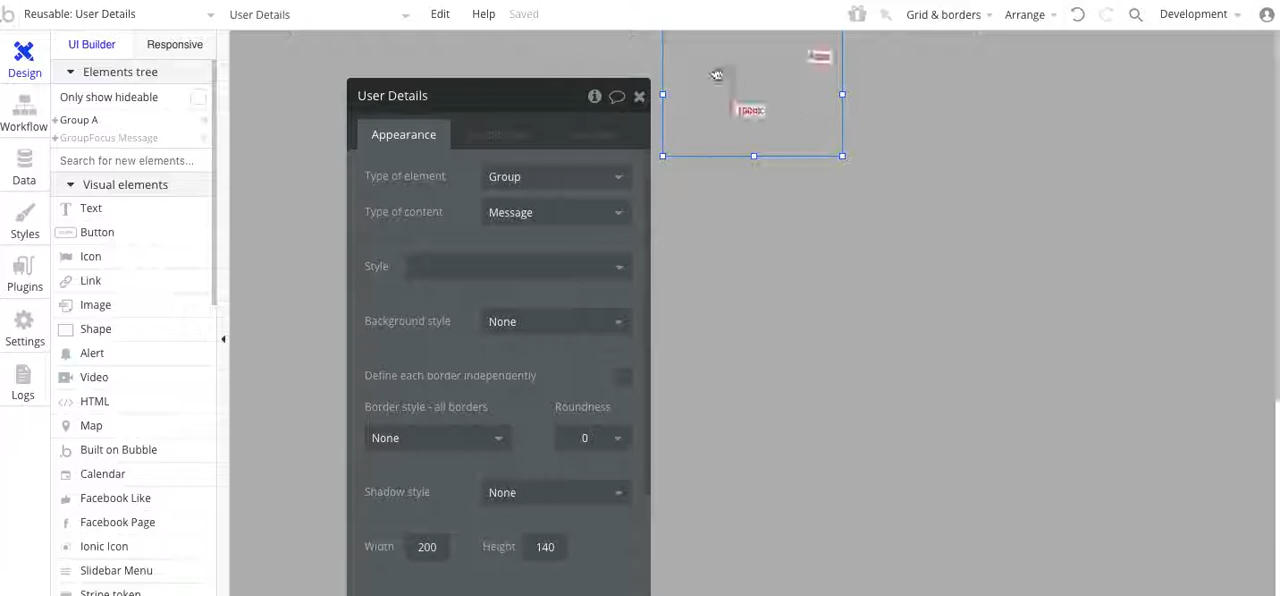 Reusable: User Details
User Details
Edit
Help
Saved
Grid & borders
Arrange
Development
Design
Workflow
Data
Styles
Plugins
Settings
Logs
UI Builder
Responsive
Elements tree
Only show hideable
+Group A
+GroupFocus Message
Search for new elements...
Visual elements
Text
Button
Icon
Link
Image
Shape
Alert
Video
HTML
Map
Built on Bubble
Calendar
Facebook Like
Facebook Page
Ionic Icon
Slidebar Menu
Stripe token
User Details
Appearance
Type of element
Group
Type of content
Message
Style
Background style
None
Define each border independently
Border style - all borders
Roundness
None
0
Shadow style
None
Width
200
Height
140